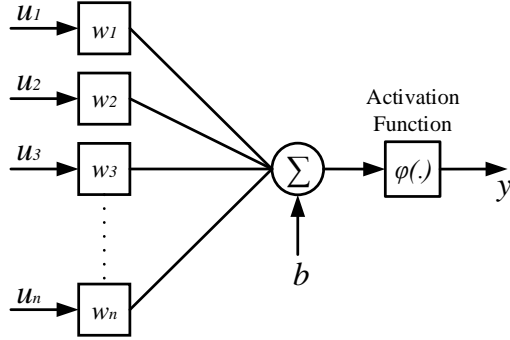 u1
w1
u2
w2
u3
w3
un
wn
Σ
b
Activation
Function
φ(.)
y